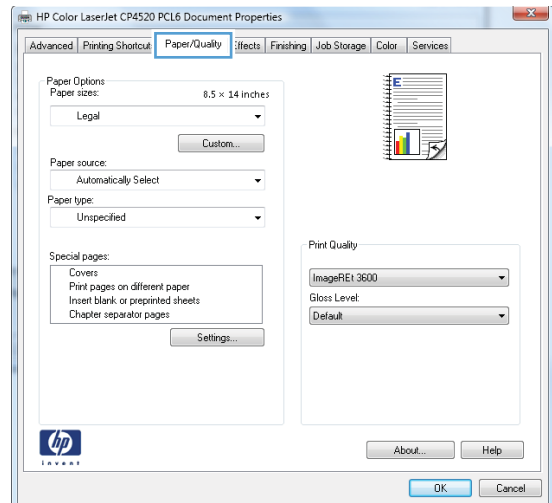 HP Color LaserJet CP4520 PCL6 Document Properties
Advanced Printing Shortcut Paper/Quality Effects Finishing Job Storage Color Services
Paper Options
Paper sizes: 8.5 × 14 inches
Legal
Custom...
Paper source:
Automatically Select
Paper type:
Unspecified
Special pages:
Covers
Print pages on different paper
Insert blank or preprinted sheets
Chapter separator pages
Settings...
E
Print Quality
ImageREt 3600
Gloss Level:
Default
hp
invent
About... Help
OK Cancel